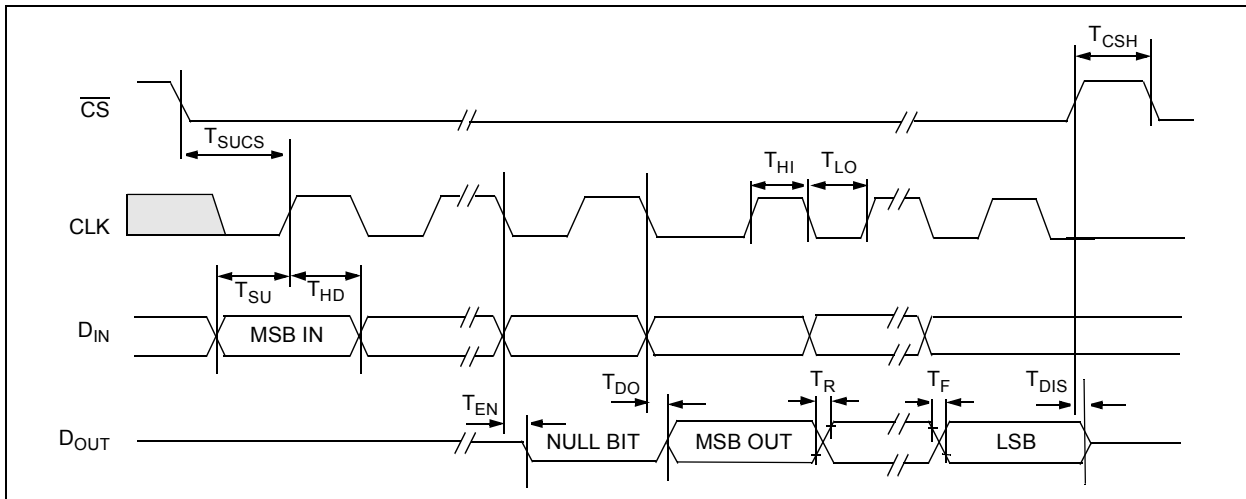 T_CSH
C̅S̅
T_SUCS
T_HI T_LO
CLK
T_SU T_HD
D_IN MSB IN
T_EN T_DO T_R T_F T_DIS
D_OUT NULL BIT MSB OUT LSB